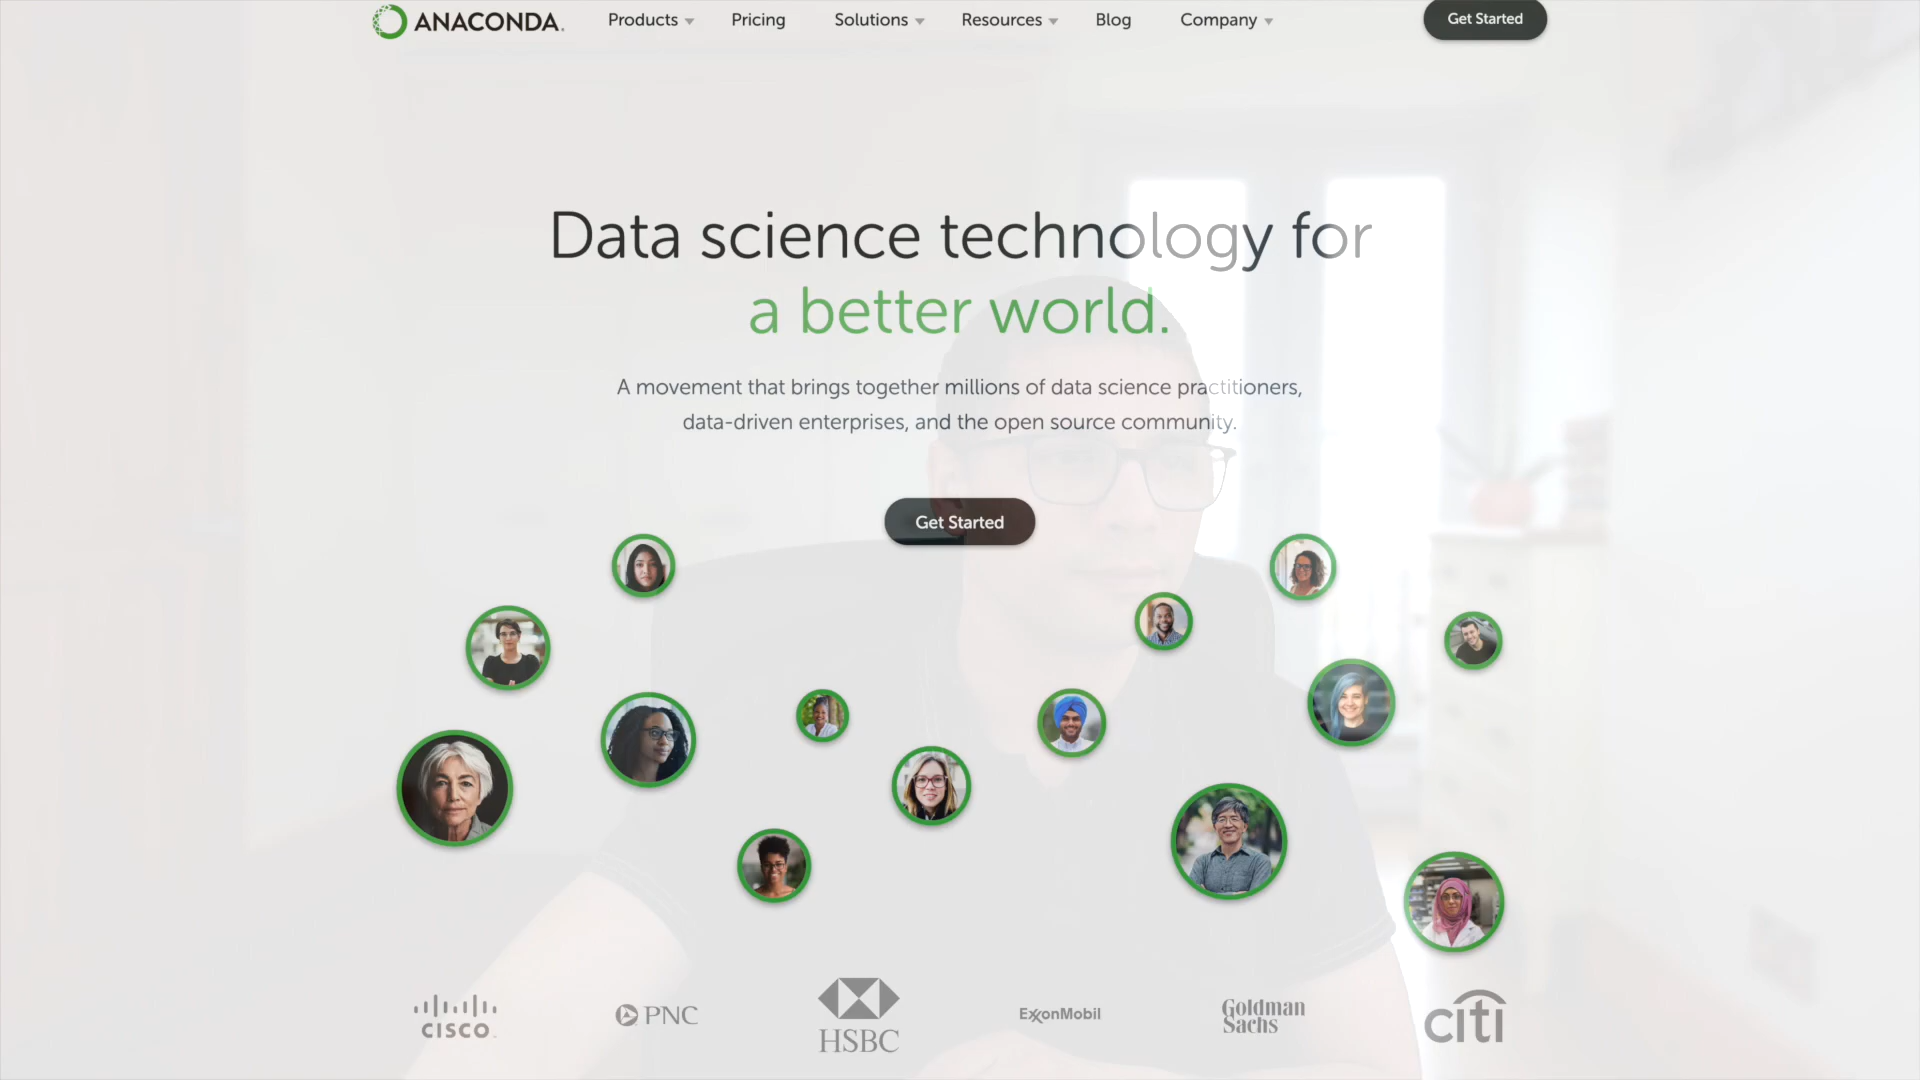 ANACONDA.
Products
Pricing
Solutions
Resources
Blog
Company
Get Started
Data science technology for
a better world.
A movement that brings together millions of data science practitioners,
data-driven enterprises, and the open source community.
Get Started
CISCO
PNC
HSBC
ExxonMobil
Goldman
Sachs
citi